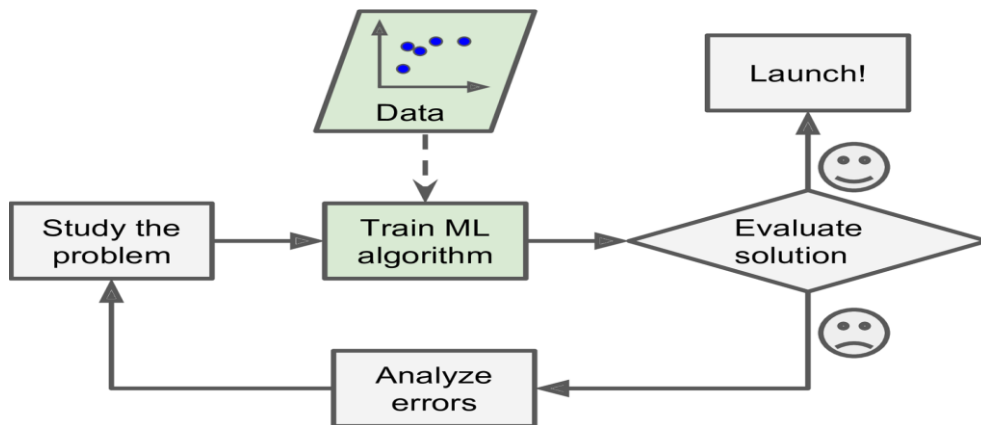 Data
Launch!
Study the
problem
Train ML
algorithm
Evaluate
solution
Analyze
errors